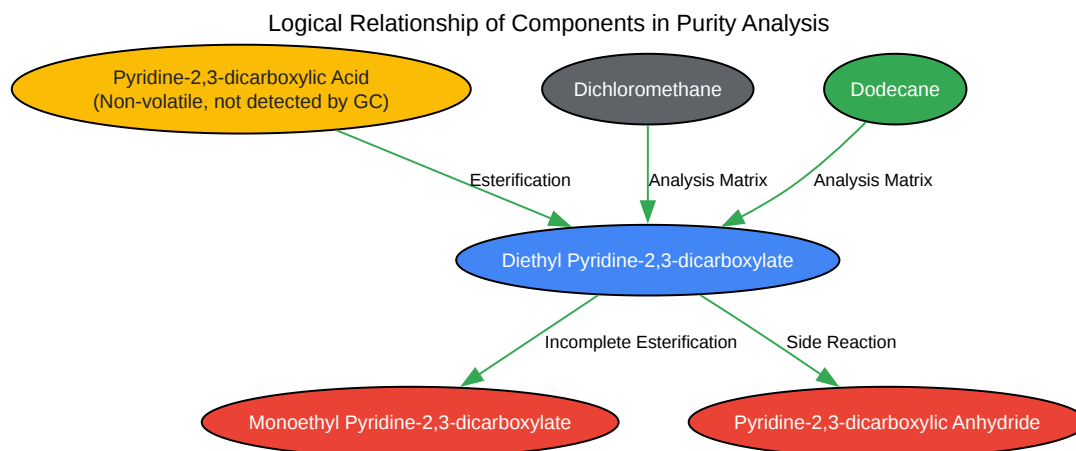 Logical Relationship of Components in Purity Analysis
Pyridine-2,3-dicarboxylic Acid
(Non-volatile, not detected by GC)
Dichloromethane
Dodecane
Esterification
Analysis Matrix
Analysis Matrix
Diethyl Pyridine-2,3-dicarboxylate
Incomplete Esterification
Side Reaction
Monoethyl Pyridine-2,3-dicarboxylate
Pyridine-2,3-dicarboxylic Anhydride